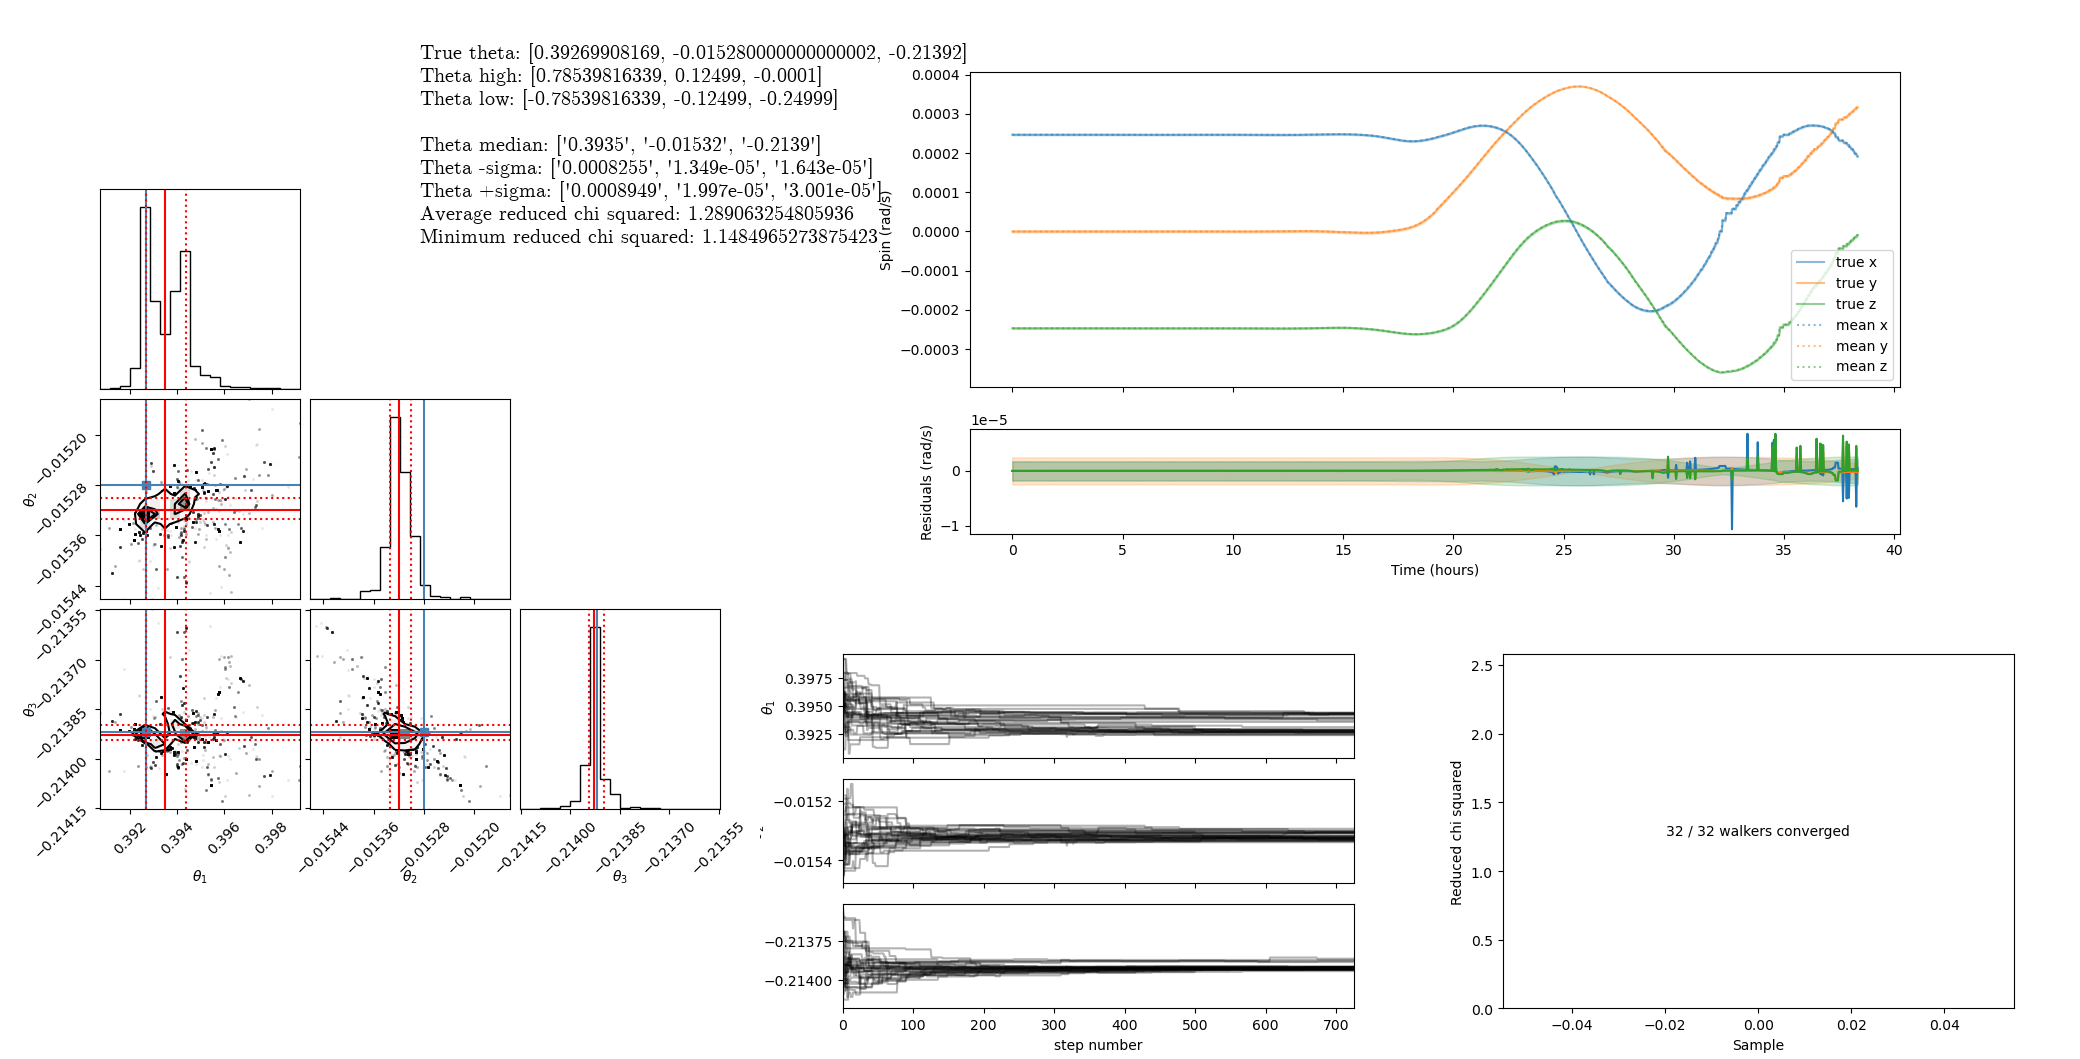 True theta: [0.39269908169, -0.015280000000000002, -0.21392]
Theta high: [0.78539816339, 0.12499, -0.0001]
Theta low: [-0.78539816339, -0.12499, -0.24999]
Theta median: ['0.3935', '-0.01532', '-0.2139']
Theta -sigma: ['0.0008255', '1.349e-05', '1.643e-05']
Theta +sigma: ['0.0008949', '1.997e-05', '3.001e-05']
Average reduced chi squared: 1.289063254805936
Minimum reduced chi squared: 1.1484965273875423
θ2
−0.01520
−0.01528
−0.01536
−0.01544
θ3
−0.21355
−0.21370
−0.21385
−0.21400
−0.21415
0.392
0.394
0.396
0.398
θ1
−0.01544
−0.01536
−0.01528
−0.01520
θ2
−0.21415
−0.21400
−0.21385
−0.21370
−0.21355
θ3
Spin (rad/s)
0.0004
0.0003
0.0002
0.0001
0.0000
−0.0001
−0.0002
−0.0003
true x
true y
true z
mean x
mean y
mean z
1e−5
Residuals (rad/s)
0
−1
0 5 10 15 20 25 30 35 40
Time (hours)
θ1
0.3975
0.3950
0.3925
−0.0152
−0.0154
−0.21375
−0.21400
0 100 200 300 400 500 600 700
step number
Reduced chi squared
2.5
2.0
1.5
1.0
0.5
0.0
32 / 32 walkers converged
−0.04 −0.02 0.00 0.02 0.04
Sample